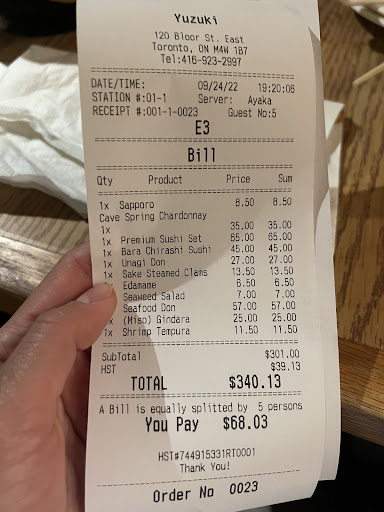 Yuzuki
120 Bloor St. East
Toronto, ON M4W 1B7
Tel:416-923-2997
DATE/TIME: 09/24/22 19:20:06
STATION #:01-1 Server: Ayaka
RECEIPT #:001-1-0023 Guest No:5
E3
Bill
Qty Product Price Sum
1x Sapporo 8.50 8.50
Cave Spring Chardonnay
1x 35.00 35.00
1x Premium Sushi Set 65.00 65.00
1x Bara Chirashi Sushi 45.00 45.00
1x Unagi Don 27.00 27.00
1x Sake Steamed Clams 13.50 13.50
Edamame 6.50 6.50
Seaweed Salad 7.00 7.00
Seafood Don 57.00 57.00
1x (Miso) Gindara 25.00 25.00
1x Shrimp Tempura 11.50 11.50
SubTotal $301.00
HST $39.13
TOTAL $340.13
A Bill is equally splitted by 5 persons
You Pay $68.03
HST#744915331RT0001
Thank You!
Order No 0023